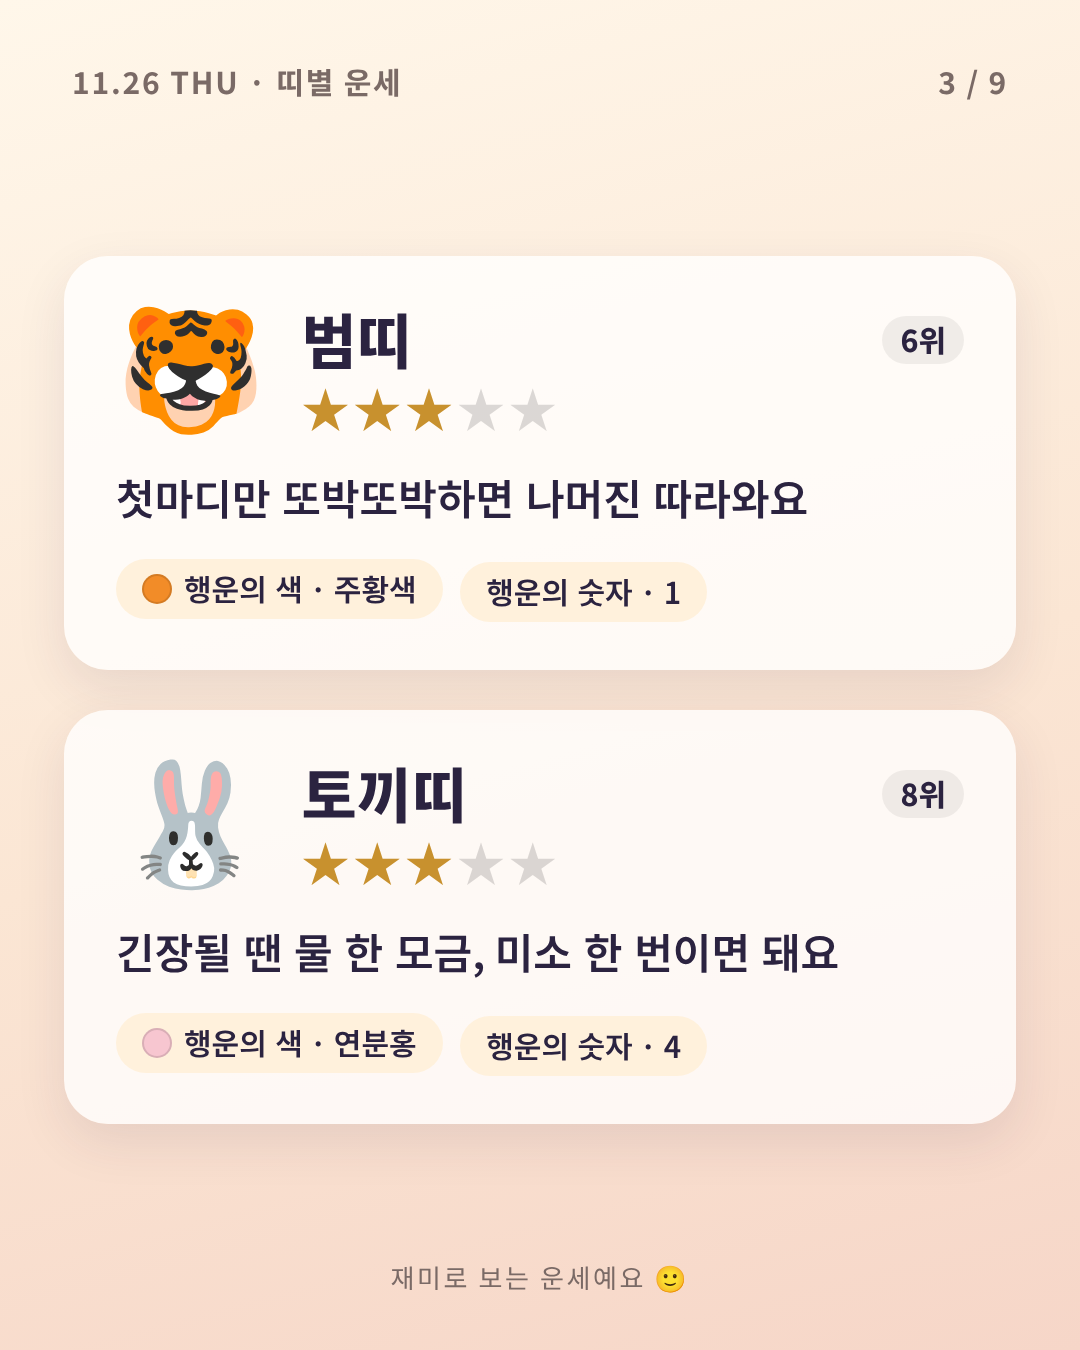 11.26 THU · 띠별 운세
3 / 9
범띠
6위
★★★★★
첫마디만 또박또박하면 나머진 따라와요
행운의 색 · 주황색
행운의 숫자 · 1
토끼띠
8위
★★★★★
긴장될 땐 물 한 모금, 미소 한 번이면 돼요
행운의 색 · 연분홍
행운의 숫자 · 4
재미로 보는 운세예요 🙂